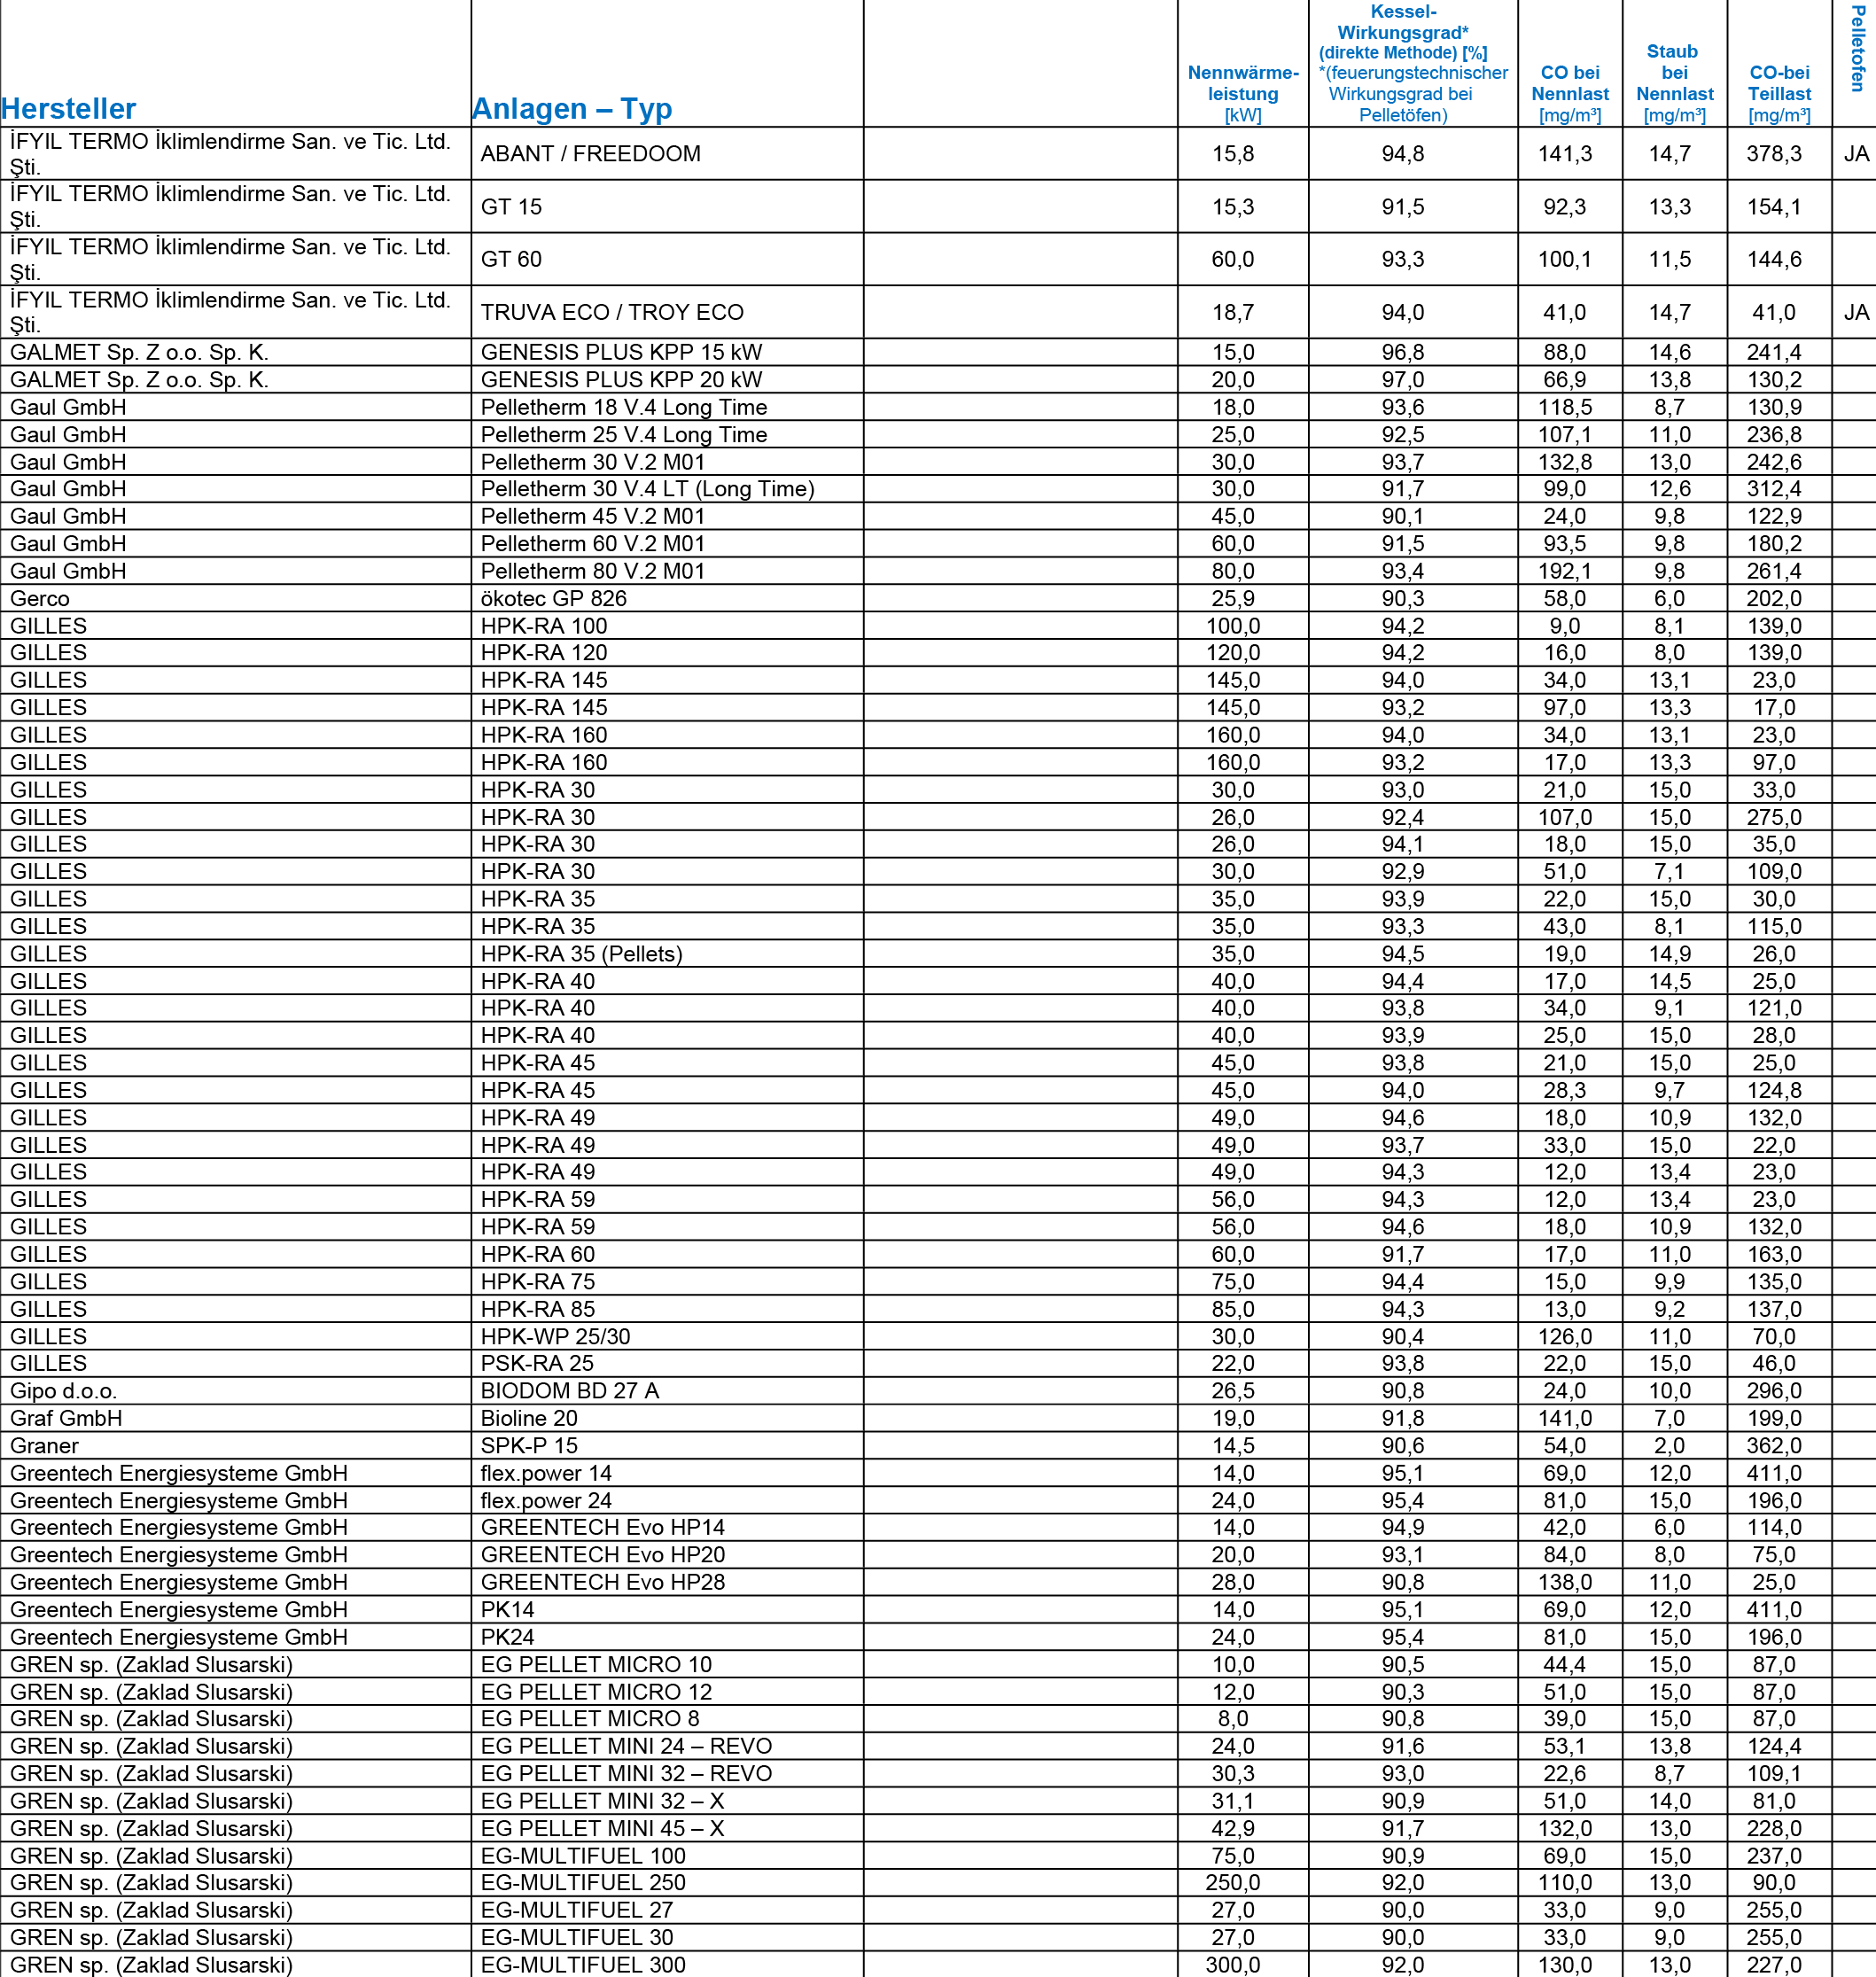 Hersteller Anlagen – Typ Nennwärme-leistung [kW] Kessel-Wirkungsgrad* (direkte Methode) [%] *(feuerungstechnischer Wirkungsgrad bei Pelletöfen) CO bei Nennlast [mg/m³] Staub bei Nennlast [mg/m³] CO-bei Teillast [mg/m³] Pelletofen
İFYIL TERMO İklimlendirme San. ve Tic. Ltd. Şti. ABANT / FREEDOOM 15,8 94,8 141,3 14,7 378,3 JA
İFYIL TERMO İklimlendirme San. ve Tic. Ltd. Şti. GT 15 15,3 91,5 92,3 13,3 154,1
İFYIL TERMO İklimlendirme San. ve Tic. Ltd. Şti. GT 60 60,0 93,3 100,1 11,5 144,6
İFYIL TERMO İklimlendirme San. ve Tic. Ltd. Şti. TRUVA ECO / TROY ECO 18,7 94,0 41,0 14,7 41,0 JA
GALMET Sp. Z o.o. Sp. K. GENESIS PLUS KPP 15 kW 15,0 96,8 88,0 14,6 241,4
GALMET Sp. Z o.o. Sp. K. GENESIS PLUS KPP 20 kW 20,0 97,0 66,9 13,8 130,2
Gaul GmbH Pelletherm 18 V.4 Long Time 18,0 93,6 118,5 8,7 130,9
Gaul GmbH Pelletherm 25 V.4 Long Time 25,0 92,5 107,1 11,0 236,8
Gaul GmbH Pelletherm 30 V.2 M01 30,0 93,7 132,8 13,0 242,6
Gaul GmbH Pelletherm 30 V.4 LT (Long Time) 30,0 91,7 99,0 12,6 312,4
Gaul GmbH Pelletherm 45 V.2 M01 45,0 90,1 24,0 9,8 122,9
Gaul GmbH Pelletherm 60 V.2 M01 60,0 91,5 93,5 9,8 180,2
Gaul GmbH Pelletherm 80 V.2 M01 80,0 93,4 192,1 9,8 261,4
Gerco ökotec GP 826 25,9 90,3 58,0 6,0 202,0
GILLES HPK-RA 100 100,0 94,2 9,0 8,1 139,0
GILLES HPK-RA 120 120,0 94,2 16,0 8,0 139,0
GILLES HPK-RA 145 145,0 94,0 34,0 13,1 23,0
GILLES HPK-RA 145 145,0 93,2 97,0 13,3 17,0
GILLES HPK-RA 160 160,0 94,0 34,0 13,1 23,0
GILLES HPK-RA 160 160,0 93,2 17,0 13,3 97,0
GILLES HPK-RA 30 30,0 93,0 21,0 15,0 33,0
GILLES HPK-RA 30 26,0 92,4 107,0 15,0 275,0
GILLES HPK-RA 30 26,0 94,1 18,0 15,0 35,0
GILLES HPK-RA 30 30,0 92,9 51,0 7,1 109,0
GILLES HPK-RA 35 35,0 93,9 22,0 15,0 30,0
GILLES HPK-RA 35 35,0 93,3 43,0 8,1 115,0
GILLES HPK-RA 35 (Pellets) 35,0 94,5 19,0 14,9 26,0
GILLES HPK-RA 40 40,0 94,4 17,0 14,5 25,0
GILLES HPK-RA 40 40,0 93,8 34,0 9,1 121,0
GILLES HPK-RA 40 40,0 93,9 25,0 15,0 28,0
GILLES HPK-RA 45 45,0 93,8 21,0 15,0 25,0
GILLES HPK-RA 45 45,0 94,0 28,3 9,7 124,8
GILLES HPK-RA 49 49,0 94,6 18,0 10,9 132,0
GILLES HPK-RA 49 49,0 93,7 33,0 15,0 22,0
GILLES HPK-RA 49 49,0 94,3 12,0 13,4 23,0
GILLES HPK-RA 59 56,0 94,3 12,0 13,4 23,0
GILLES HPK-RA 59 56,0 94,6 18,0 10,9 132,0
GILLES HPK-RA 60 60,0 91,7 17,0 11,0 163,0
GILLES HPK-RA 75 75,0 94,4 15,0 9,9 135,0
GILLES HPK-RA 85 85,0 94,3 13,0 9,2 137,0
GILLES HPK-WP 25/30 30,0 90,4 126,0 11,0 70,0
GILLES PSK-RA 25 22,0 93,8 22,0 15,0 46,0
Gipo d.o.o. BIODOM BD 27 A 26,5 90,8 24,0 10,0 296,0
Graf GmbH Bioline 20 19,0 91,8 141,0 7,0 199,0
Graner SPK-P 15 14,5 90,6 54,0 2,0 362,0
Greentech Energiesysteme GmbH flex.power 14 14,0 95,1 69,0 12,0 411,0
Greentech Energiesysteme GmbH flex.power 24 24,0 95,4 81,0 15,0 196,0
Greentech Energiesysteme GmbH GREENTECH Evo HP14 14,0 94,9 42,0 6,0 114,0
Greentech Energiesysteme GmbH GREENTECH Evo HP20 20,0 93,1 84,0 8,0 75,0
Greentech Energiesysteme GmbH GREENTECH Evo HP28 28,0 90,8 138,0 11,0 25,0
Greentech Energiesysteme GmbH PK14 14,0 95,1 69,0 12,0 411,0
Greentech Energiesysteme GmbH PK24 24,0 95,4 81,0 15,0 196,0
GREN sp. (Zaklad Slusarski) EG PELLET MICRO 10 10,0 90,5 44,4 15,0 87,0
GREN sp. (Zaklad Slusarski) EG PELLET MICRO 12 12,0 90,3 51,0 15,0 87,0
GREN sp. (Zaklad Slusarski) EG PELLET MICRO 8 8,0 90,8 39,0 15,0 87,0
GREN sp. (Zaklad Slusarski) EG PELLET MINI 24 – REVO 24,0 91,6 53,1 13,8 124,4
GREN sp. (Zaklad Slusarski) EG PELLET MINI 32 – REVO 30,3 93,0 22,6 8,7 109,1
GREN sp. (Zaklad Slusarski) EG PELLET MINI 32 – X 31,1 90,9 51,0 14,0 81,0
GREN sp. (Zaklad Slusarski) EG PELLET MINI 45 – X 42,9 91,7 132,0 13,0 228,0
GREN sp. (Zaklad Slusarski) EG-MULTIFUEL 100 75,0 90,9 69,0 15,0 237,0
GREN sp. (Zaklad Slusarski) EG-MULTIFUEL 250 250,0 92,0 110,0 13,0 90,0
GREN sp. (Zaklad Slusarski) EG-MULTIFUEL 27 27,0 90,0 33,0 9,0 255,0
GREN sp. (Zaklad Slusarski) EG-MULTIFUEL 30 27,0 90,0 33,0 9,0 255,0
GREN sp. (Zaklad Slusarski) EG-MULTIFUEL 300 300,0 92,0 130,0 13,0 227,0